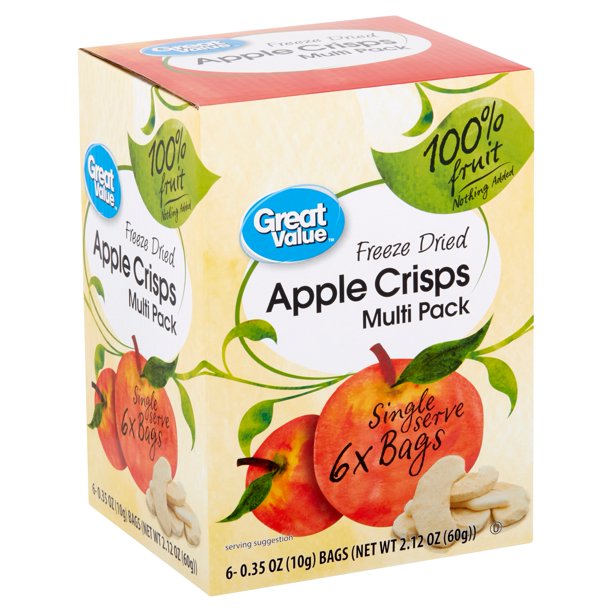 Great
Value
Freeze Dried
Apple Crisps
Multi Pack
100%
fruit
Nothing Added
Great
Value
Freeze Dried
Apple Crisps
Multi Pack
Single
serve
6x Bags
6- 0.35 OZ (10g) BAGS (NET WT 2.12 OZ (60g))
100%
fruit
Nothing Added
Great
Value™
Freeze Dried
Apple Crisps
Multi Pack
Single
serve
6x Bags
serving suggestion
6- 0.35 OZ (10g) BAGS (NET WT 2.12 OZ (60g))
U